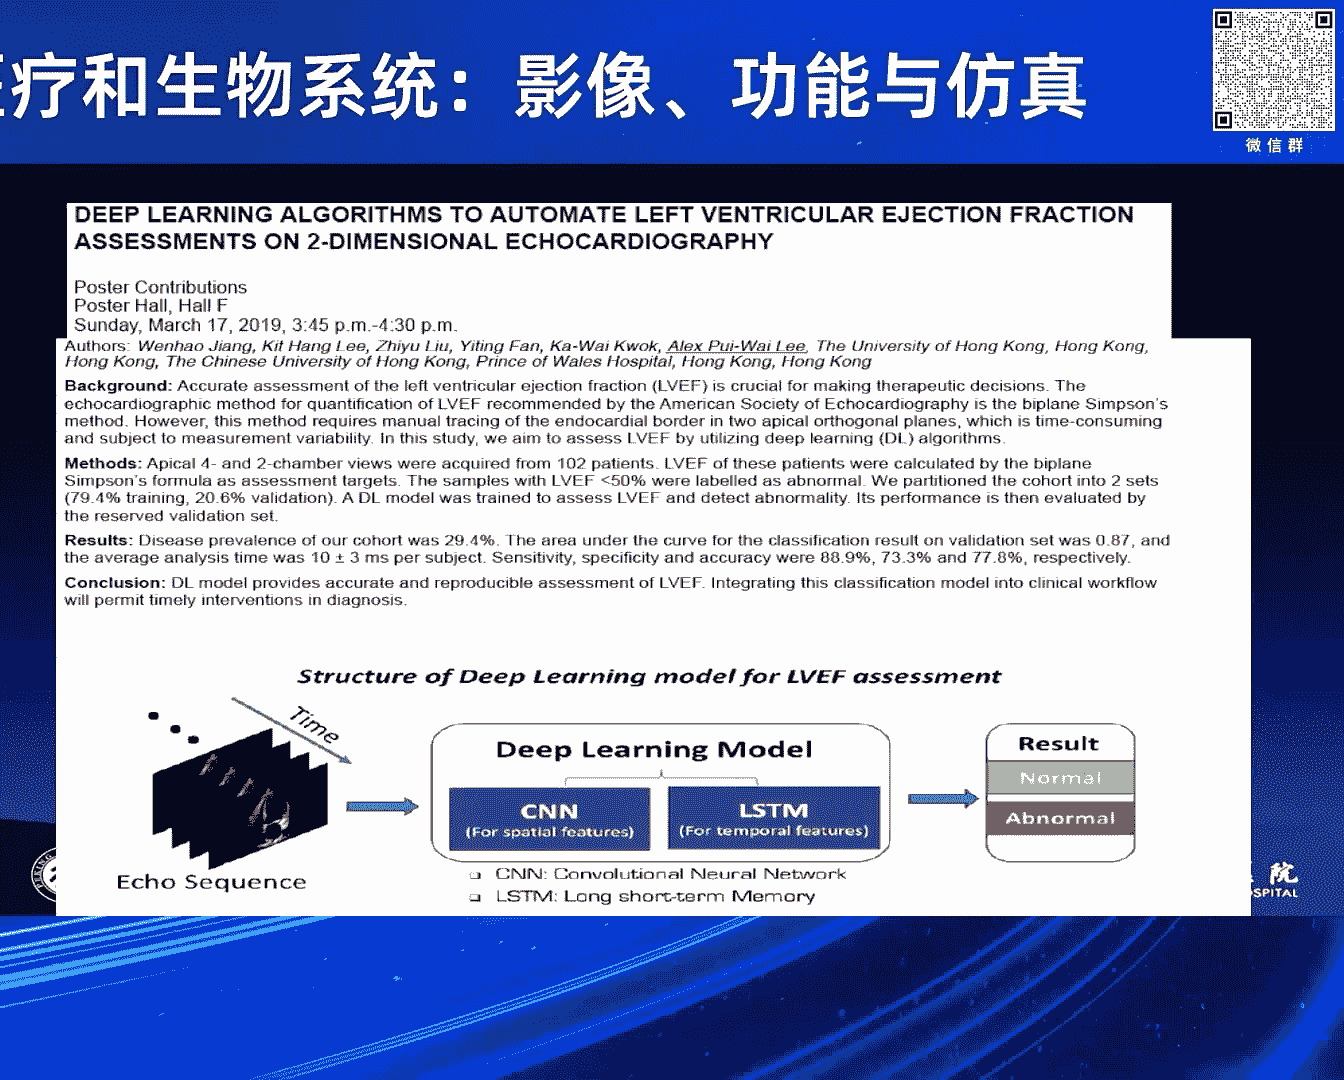 疗和生物系统：影像、功能与仿真
微信群
DEEP LEARNING ALGORITHMS TO AUTOMATE LEFT VENTRICULAR EJECTION FRACTION
ASSESSMENTS ON 2-DIMENSIONAL ECHOCARDIOGRAPHY
Poster Contributions
Poster Hall, Hall F
Sunday, March 17, 2019, 3:45 p.m.-4:30 p.m.
Authors: Wenhao Jiang, Kit Hang Lee, Zhiyu Liu, Yiting Fan, Ka-Wai Kwok, Alex Pui-Wai Lee, The University of Hong Kong, Hong Kong,
Hong Kong, The Chinese University of Hong Kong, Prince of Wales Hospital, Hong Kong, Hong Kong
Background: Accurate assessment of the left ventricular ejection fraction (LVEF) is crucial for making therapeutic decisions. The
echocardiographic method for quantification of LVEF recommended by the American Society of Echocardiography is the biplane Simpson's
method. However, this method requires manual tracing of the endocardial border in two apical orthogonal planes, which is time-consuming
and subject to measurement variability. In this study, we aim to assess LVEF by utilizing deep learning (DL) algorithms.
Methods: Apical 4- and 2-chamber views were acquired from 102 patients. LVEF of these patients were calculated by the biplane
Simpson's formula as assessment targets. The samples with LVEF <50% were labelled as abnormal. We partitioned the cohort into 2 sets
(79.4% training, 20.6% validation). A DL model was trained to assess LVEF and detect abnormality. Its performance is then evaluated by
the reserved validation set.
Results: Disease prevalence of our cohort was 29.4%. The area under the curve for the classification result on validation set was 0.87, and
the average analysis time was 10 ± 3 ms per subject. Sensitivity, specificity and accuracy were 88.9%, 73.3% and 77.8%, respectively.
Conclusion: DL model provides accurate and reproducible assessment of LVEF. Integrating this classification model into clinical workflow
will permit timely interventions in diagnosis.
Structure of Deep Learning model for LVEF assessment
Time
Echo Sequence
Deep Learning Model
CNN
(For spatial features)
LSTM
(For temporal features)
Result
Normal
Abnormal
CNN: Convolutional Neural Network
LSTM: Long short-term Memory
院